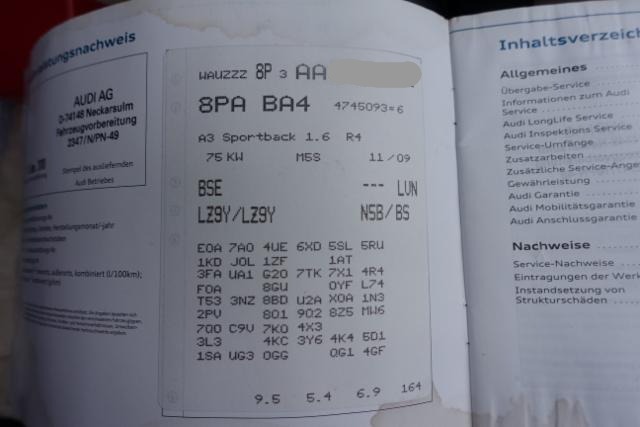 leistungsnachweis
AUDI AG
D-74148 Neckarsulm
Fahrzeugvorbereitung
2347/N/PN-49
Stempel des ausliefernden
Audi Betriebes
WAUZZZ 8P 3 AA
8PA BA4 4745093=6
A3 Sportback 1.6 R4
75 KW M5S 11/09
BSE --- LUN
LZ9Y/LZ9Y N5B/BS
E0A 7A0 4UE 6XD 5SL 5RU
1KD J0L 1ZF 1AT
3FA UA1 G20 7TK 7X1 4R4
F0A 8GU 0YF L74
T53 3NZ 8BD U2A X0A 1N3
2PV 801 9Q2 8Z5 MW6
700 C9V 7K0 4X3
3L3 4KC 3Y6 4K4 5D1
1SA UG3 0GG QG1 4GF
9.5 5.4 6.9 164
Inhaltsverzeich
Allgemeines
Übergabe-Service
Informationen zum Audi
Service
Audi LongLife Service
Audi Inspektions Service
Service-Umfänge
Zusatzarbeiten
Zusätzliche Service-Ange
Gewährleistung
Audi Garantie
Audi Mobilitätsgarantie
Audi Anschlussgarantie
Nachweise
Service-Nachweise
Eintragungen der Werk
Instandsetzung von
Strukturschäden